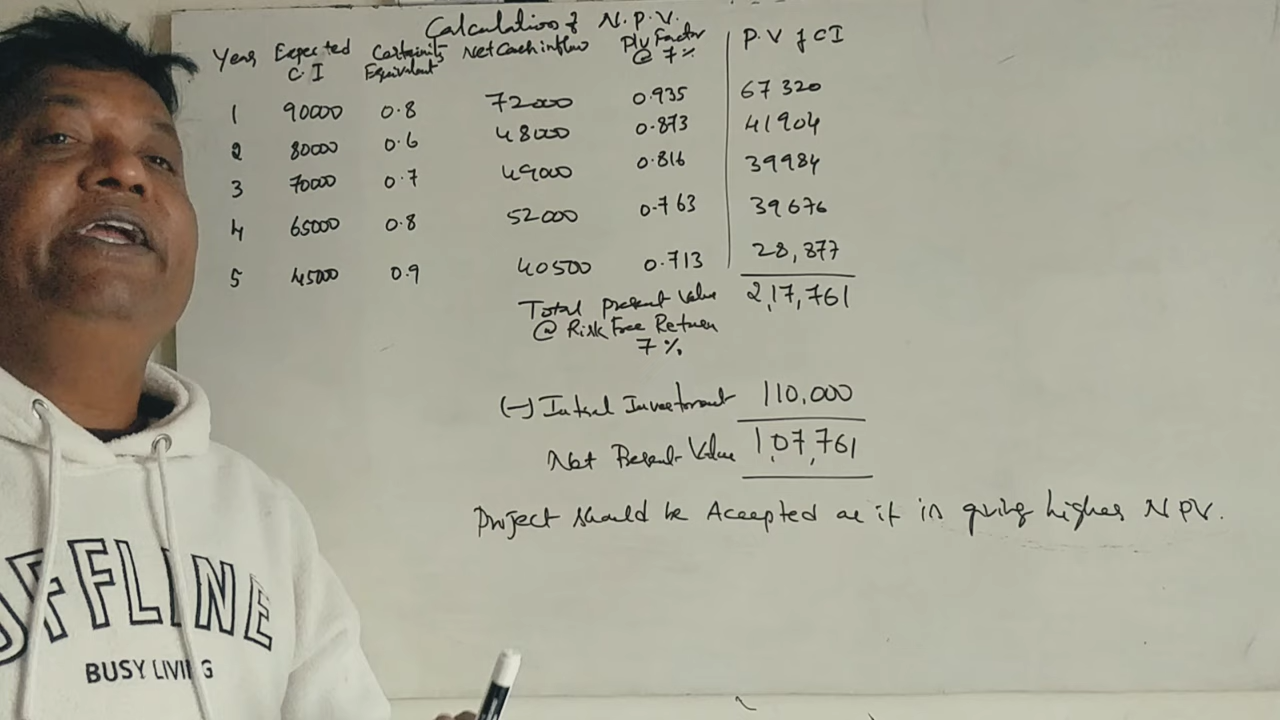 Calculation of N.P.V.
Year Expected C.I Certainity Equivalent Net Cash inflow P/v Factor @ 7% P.V of CI
1 90000 0.8 72000 0.935 67320
2 80000 0.6 48000 0.873 41904
3 70000 0.7 49000 0.816 39984
4 65000 0.8 52000 0.763 39676
5 45000 0.9 40500 0.713 28,877
Total Present Value 2,17,761
@ Risk Free Return
7%
(-) Initial Investment 110,000
Net Present Value 1,07,761
Project should be Accepted as it is giving higher NPV.
OFFLINE
BUSY LIVING